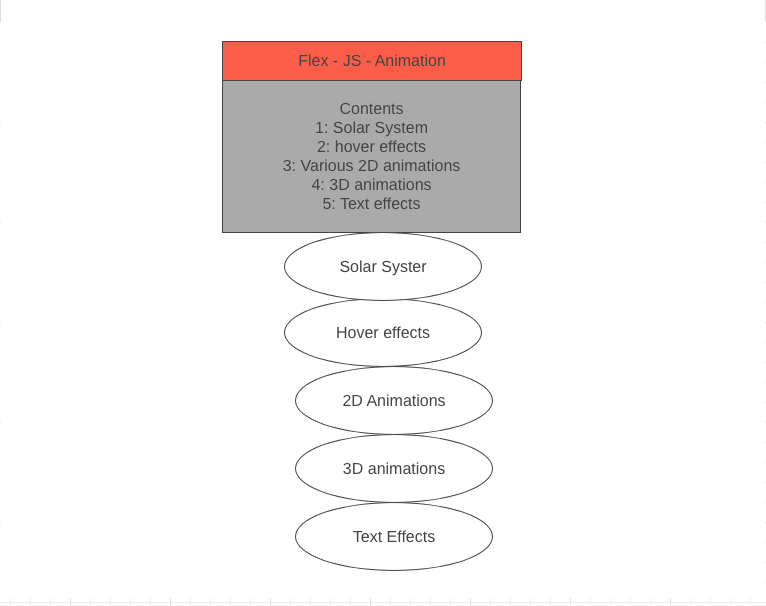 Flex - JS - Animation
Contents
1: Solar System
2: hover effects
3: Various 2D animations
4: 3D animations
5: Text effects
Solar Syster
Hover effects
2D Animations
3D animations
Text Effects